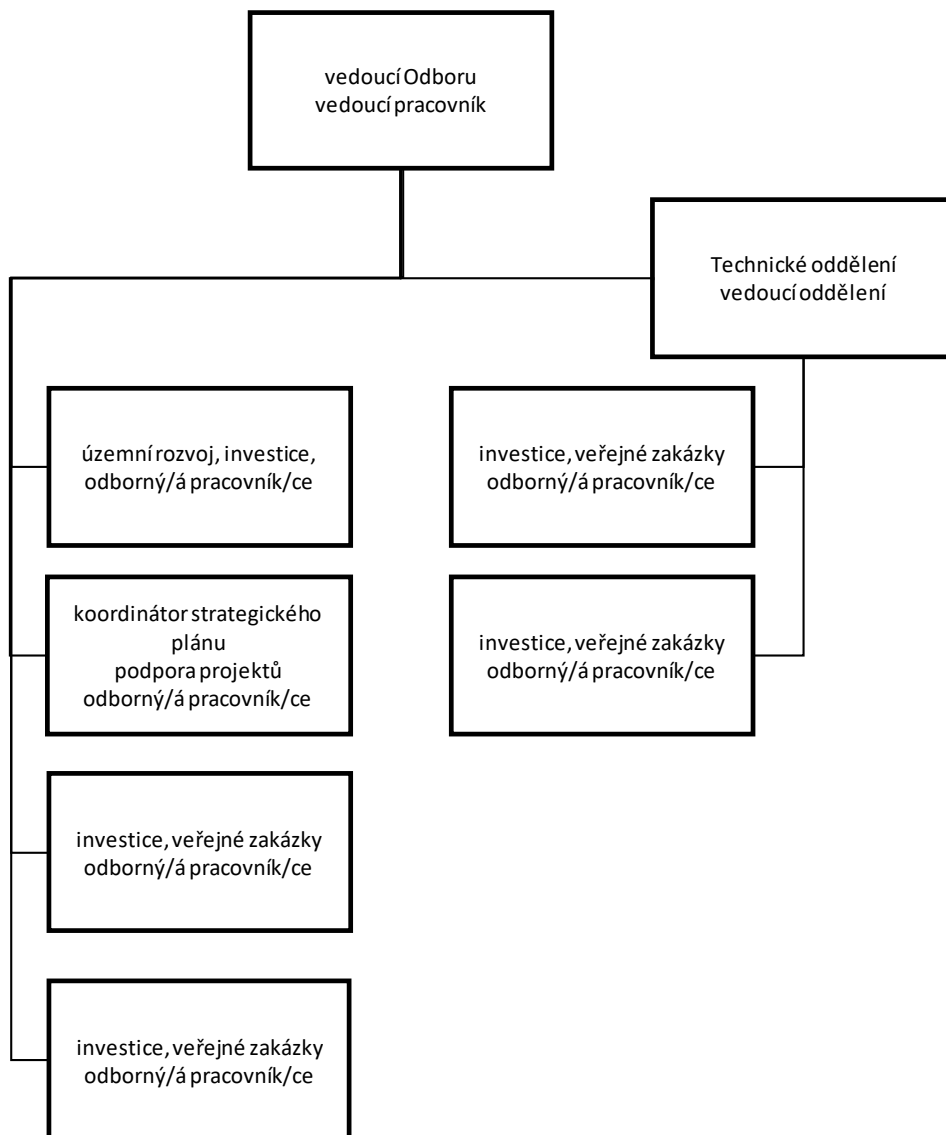 vedoucí Odboru
vedoucí pracovník
Technické oddělení
vedoucí oddělení
územní rozvoj, investice,
odborný/á pracovník/ce
koordinátor strategického
plánu
podpora projektů
odborný/á pracovník/ce
investice, veřejné zakázky
odborný/á pracovník/ce
investice, veřejné zakázky
odborný/á pracovník/ce
investice, veřejné zakázky
odborný/á pracovník/ce
investice, veřejné zakázky
odborný/á pracovník/ce